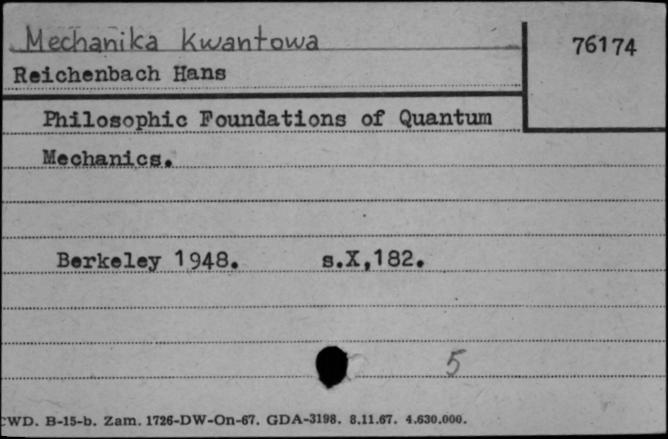 Mechanika Kwantowa
76174
Reichenbach Hans
Philosophic Foundations of Quantum
Mechanics.
Berkeley 1948. s.X,182.
5
CWD. B-15-b. Zam. 1726-DW-On-67. GDA-3198. 8.11.67. 4.630.000.